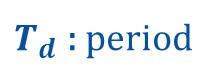 T_d : period